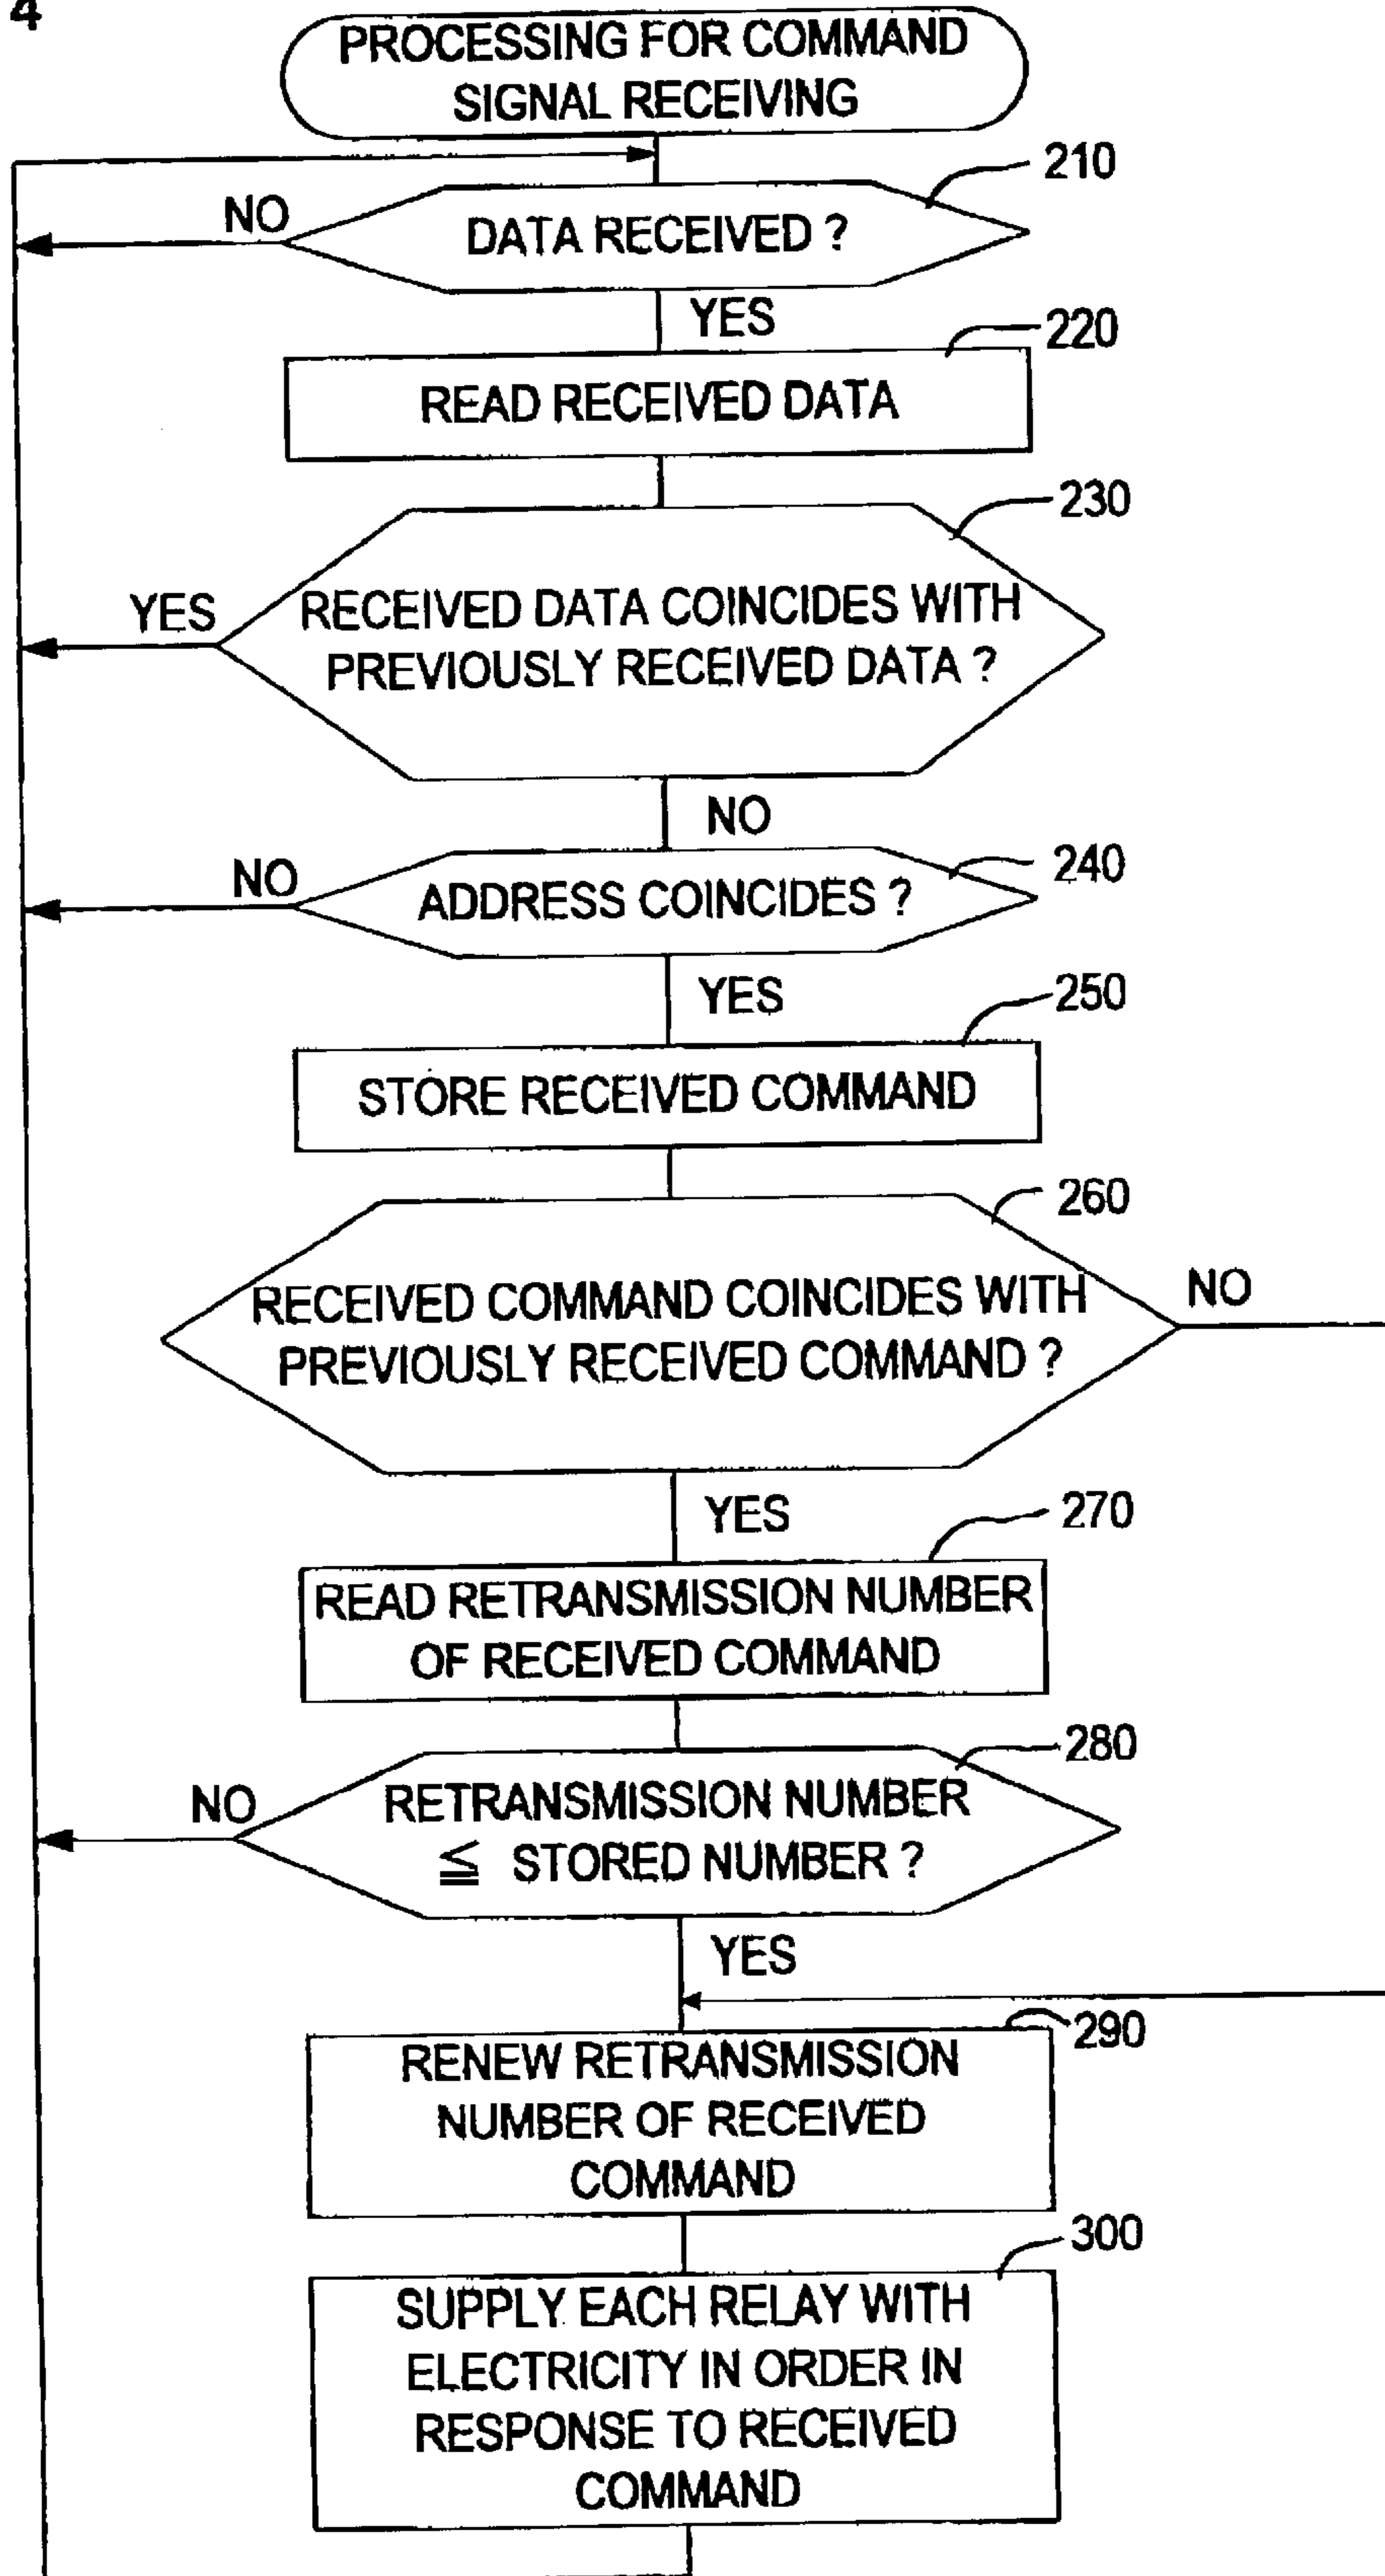 4
PROCESSING FOR COMMAND
SIGNAL RECEIVING
210
NO
DATA RECEIVED ?
YES
220
READ RECEIVED DATA
230
YES
RECEIVED DATA COINCIDES WITH
PREVIOUSLY RECEIVED DATA ?
NO
240
NO
ADDRESS COINCIDES ?
YES
250
STORE RECEIVED COMMAND
260
NO
RECEIVED COMMAND COINCIDES WITH
PREVIOUSLY RECEIVED COMMAND ?
YES
270
READ RETRANSMISSION NUMBER
OF RECEIVED COMMAND
280
NO
RETRANSMISSION NUMBER
≦ STORED NUMBER ?
YES
290
RENEW RETRANSMISSION
NUMBER OF RECEIVED
COMMAND
300
SUPPLY EACH RELAY WITH
ELECTRICITY IN ORDER IN
RESPONSE TO RECEIVED
COMMAND